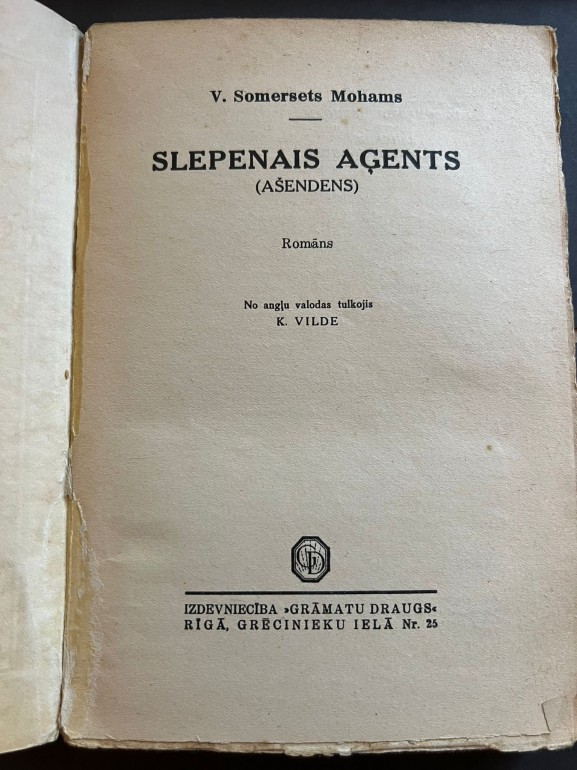 V. Somersets Mohams
SLEPENAIS AĢENTS
(AŠENDENS)
Romāns
No angļu valodas tulkojis
K. VILDE
GD
IZDEVNIECĪBA »GRĀMATU DRAUGS«
RĪGĀ, GRĒCINIEKU IELĀ Nr. 25